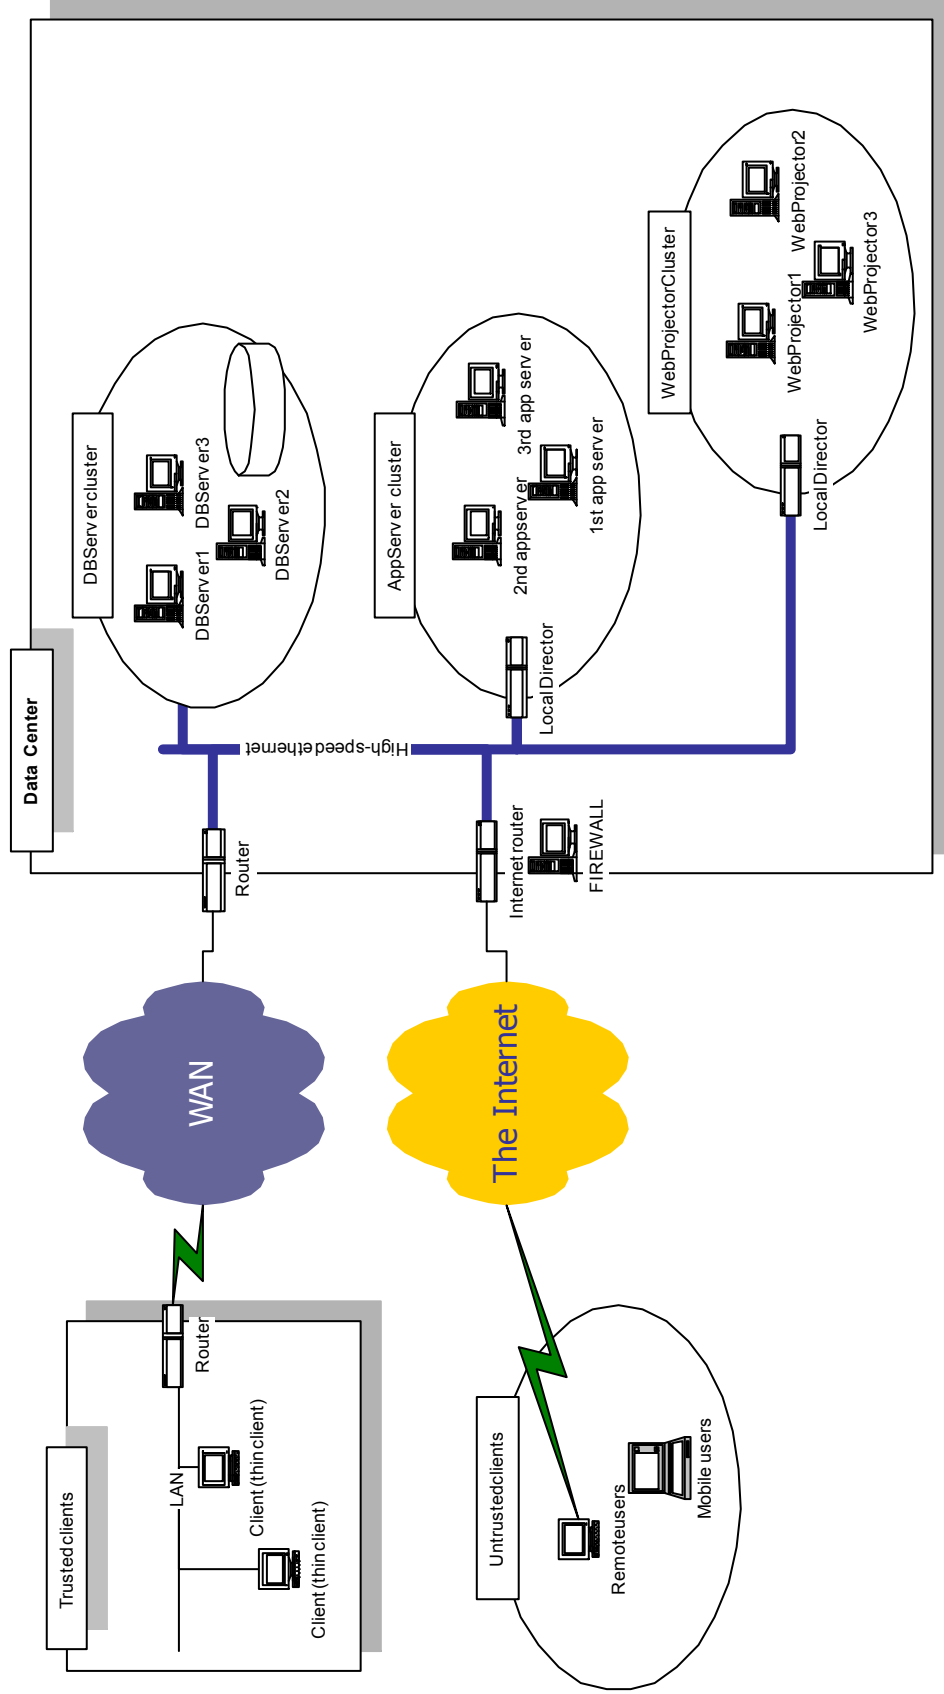 Trusted clients
LAN
Client (thin client)
Client (thin client)
Router
WAN
Router
Data Center
DBServer cluster
DBServer1
DBServer3
DBServer2
High-speed ethernet
AppServer cluster
2nd appserver
3rd app server
1st app server
Local Director
Untrusted clients
Remote users
Mobile users
The Internet
Internet router
FIREWALL
WebProjector Cluster
WebProjector1
WebProjector2
WebProjector3
Local Director